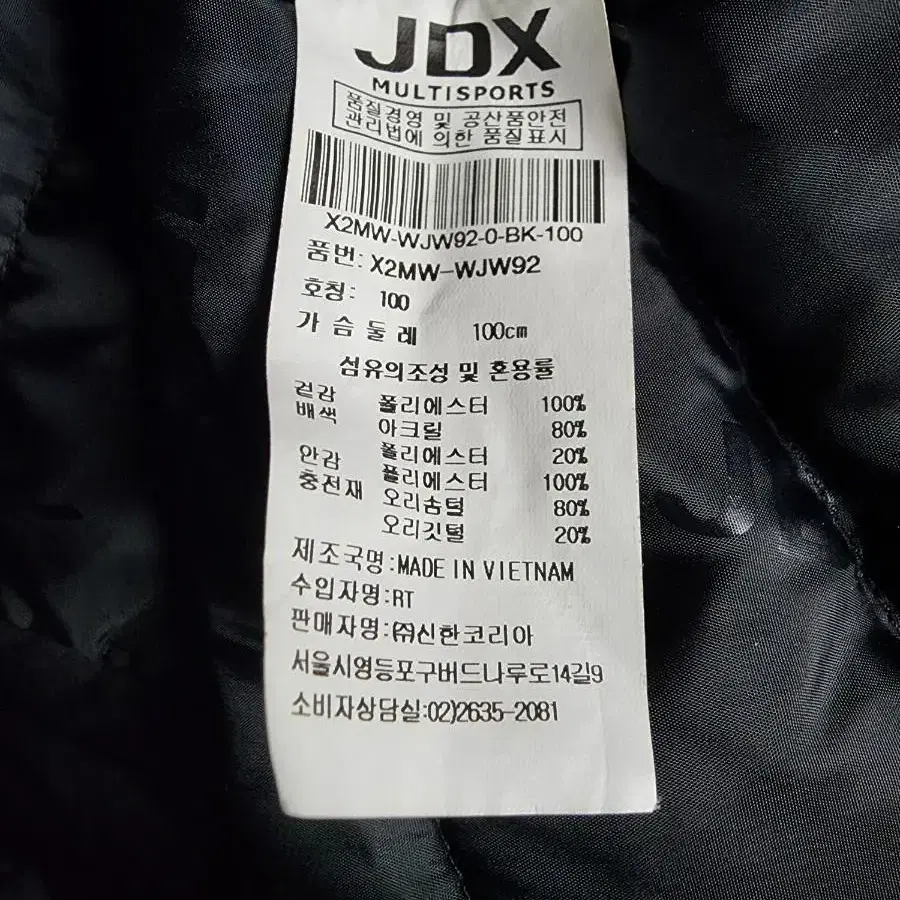 JDX
MULTISPORTS
품질경영 및 공산품안전
관리법에 의한 품질표시
X2MW-WJW92-0-BK-100
품번: X2MW-WJW92
호칭: 100
가슴둘레 100cm
섬유의조성 및 혼용률
겉감 폴리에스터 100%
배색 아크릴 80%
폴리에스터 20%
안감 폴리에스터 100%
충전재 오리솜털 80%
오리깃털 20%
제조국명:MADE IN VIETNAM
수입자명:RT
판매자명:㈜신한코리아
서울시영등포구버드나루로14길9
소비자상담실:02)2635-2081